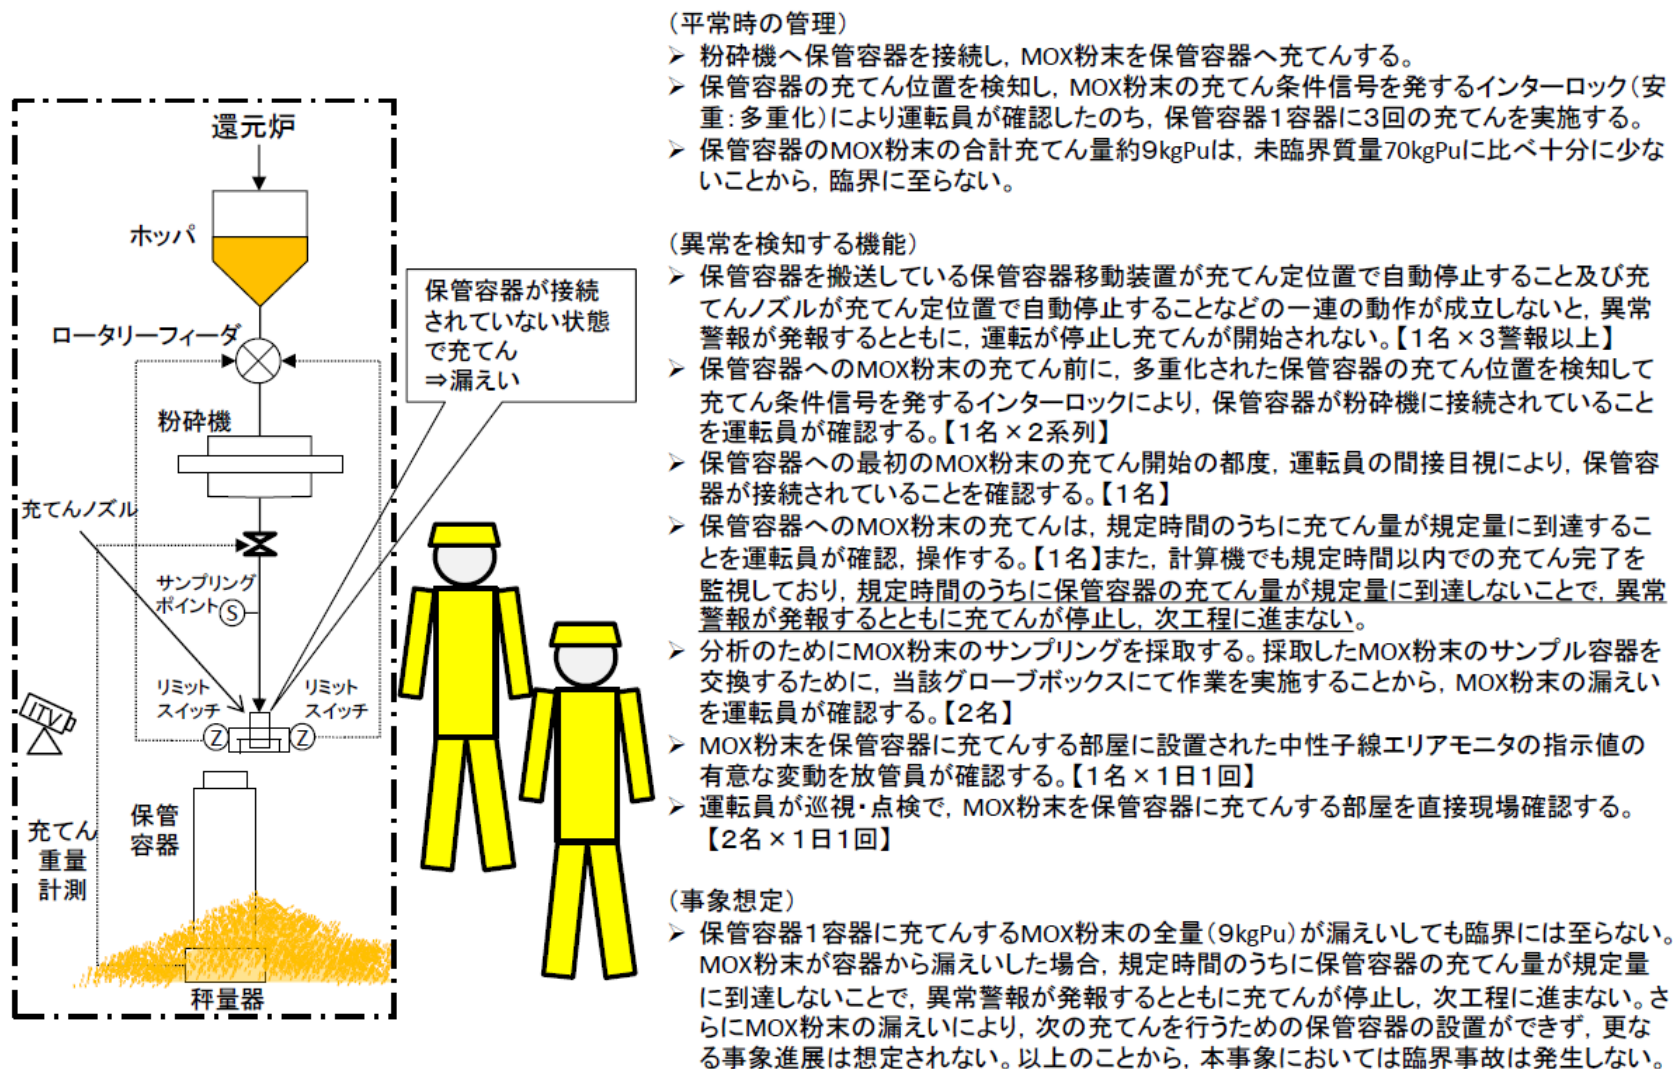 還元炉
ホッパ
ロータリーフィーダ
粉砕機
充てんノズル
サンプリング
ポイント
S
リミット
スイッチ
リミット
スイッチ
Z
Z
ITV
保管
容器
充てん
重量
計測
秤量器
保管容器が接続
されていない状態
で充てん
⇒漏えい
（平常時の管理）
➢ 粉砕機へ保管容器を接続し，MOX粉末を保管容器へ充てんする。
➢ 保管容器の充てん位置を検知し，MOX粉末の充てん条件信号を発するインターロック（安
重：多重化）により運転員が確認したのち，保管容器１容器に３回の充てんを実施する。
➢ 保管容器のMOX粉末の合計充てん量約９kgPuは，未臨界質量70kgPuに比べ十分に少な
いことから，臨界に至らない。
（異常を検知する機能）
➢ 保管容器を搬送している保管容器移動装置が充てん定位置で自動停止すること及び充
てんノズルが充てん定位置で自動停止することなどの一連の動作が成立しないと，異常
警報が発報するとともに，運転が停止し充てんが開始されない。【１名×３警報以上】
➢ 保管容器へのMOX粉末の充てん前に，多重化された保管容器の充てん位置を検知して
充てん条件信号を発するインターロックにより，保管容器が粉砕機に接続されていること
を運転員が確認する。【１名×２系列】
➢ 保管容器への最初のMOX粉末の充てん開始の都度，運転員の間接目視により，保管容
器が接続されていることを確認する。【１名】
➢ 保管容器へのMOX粉末の充てんは，規定時間のうちに充てん量が規定量に到達するこ
とを運転員が確認，操作する。【１名】また，計算機でも規定時間以内での充てん完了を
監視しており，規定時間のうちに保管容器の充てん量が規定量に到達しないことで，異常
警報が発報するとともに充てんが停止し，次工程に進まない。
➢ 分析のためにMOX粉末のサンプリングを採取する。採取したMOX粉末のサンプル容器を
交換するために，当該グローブボックスにて作業を実施することから，MOX粉末の漏えい
を運転員が確認する。【２名】
➢ MOX粉末を保管容器に充てんする部屋に設置された中性子線エリアモニタの指示値の
有意な変動を放管員が確認する。【１名×１日１回】
➢ 運転員が巡視・点検で，MOX粉末を保管容器に充てんする部屋を直接現場確認する。
【２名×１日１回】
（事象想定）
➢ 保管容器１容器に充てんするMOX粉末の全量（９kgPu）が漏えいしても臨界には至らない。
MOX粉末が容器から漏えいした場合，規定時間のうちに保管容器の充てん量が規定量
に到達しないことで，異常警報が発報するとともに充てんが停止し，次工程に進まない。さ
らにMOX粉末の漏えいにより，次の充てんを行うための保管容器の設置ができず，更な
る事象進展は想定されない。以上のことから，本事象においては臨界事故は発生しない。